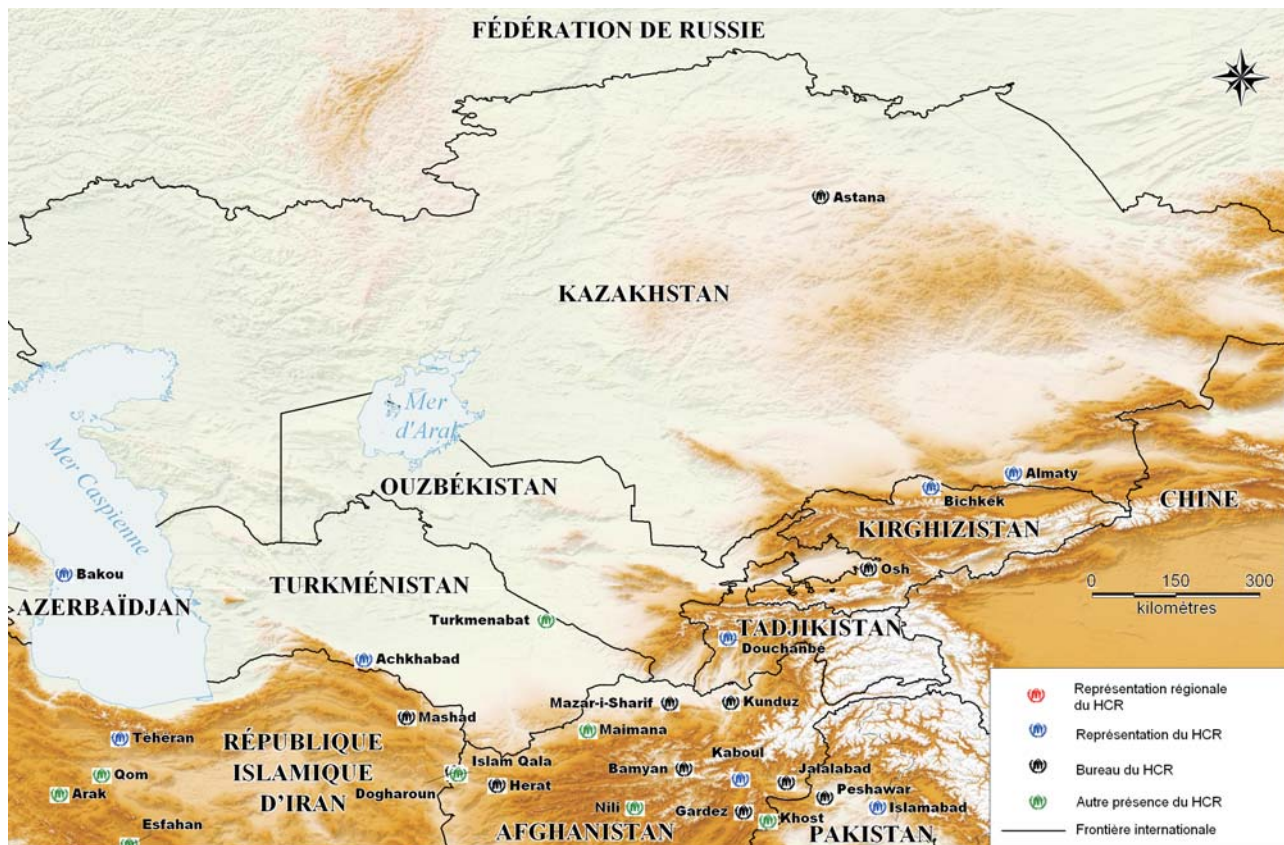 FÉDÉRATION DE RUSSIE
Astana
KAZAKHSTAN
Mer
d'Aral
Mer Caspienne
OUZBÉKISTAN
Almaty
Bichkek
CHINE
KIRGHIZISTAN
Osh
0 150 300
kilomètres
Bakou
AZERBAÏDJAN
TURKMÉNISTAN
Turkmenabat
TADJIKISTAN
Douchanbé
Achkhabad
Mashad
Mazar-i-Sharif
Kunduz
Maimana
Téhéran
RÉPUBLIQUE
ISLAMIQUE
D'IRAN
Kaboul
Islam Qala
Bamyan
Jalalabad
Qom
Dogharoun
Herat
Peshawar
Arak
Nili
Gardez
Islamabad
Khost
Esfahan
AFGHANISTAN
PAKISTAN
Représentation régionale
du HCR
Représentation du HCR
Bureau du HCR
Autre présence du HCR
Frontière internationale